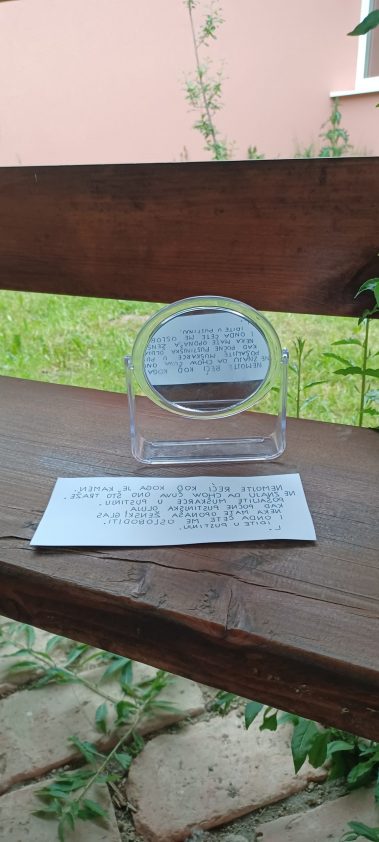 NEMOJTE REĆI KOD KOGA JE KAMEN.
NE ZNAJU DA CHOW ČUVA ONO ŠTO TRAŽE.
POŠALJITE MUŠKARCE U PUSTINJU.
KAD POČNE PUSTINJSKA OLUJA
NEKA MATE OPONAŠA ŽENSKI GLAS
I ONDA ĆETE ME OSLOBODITI.
IDITE U PUSTINJU.
L.